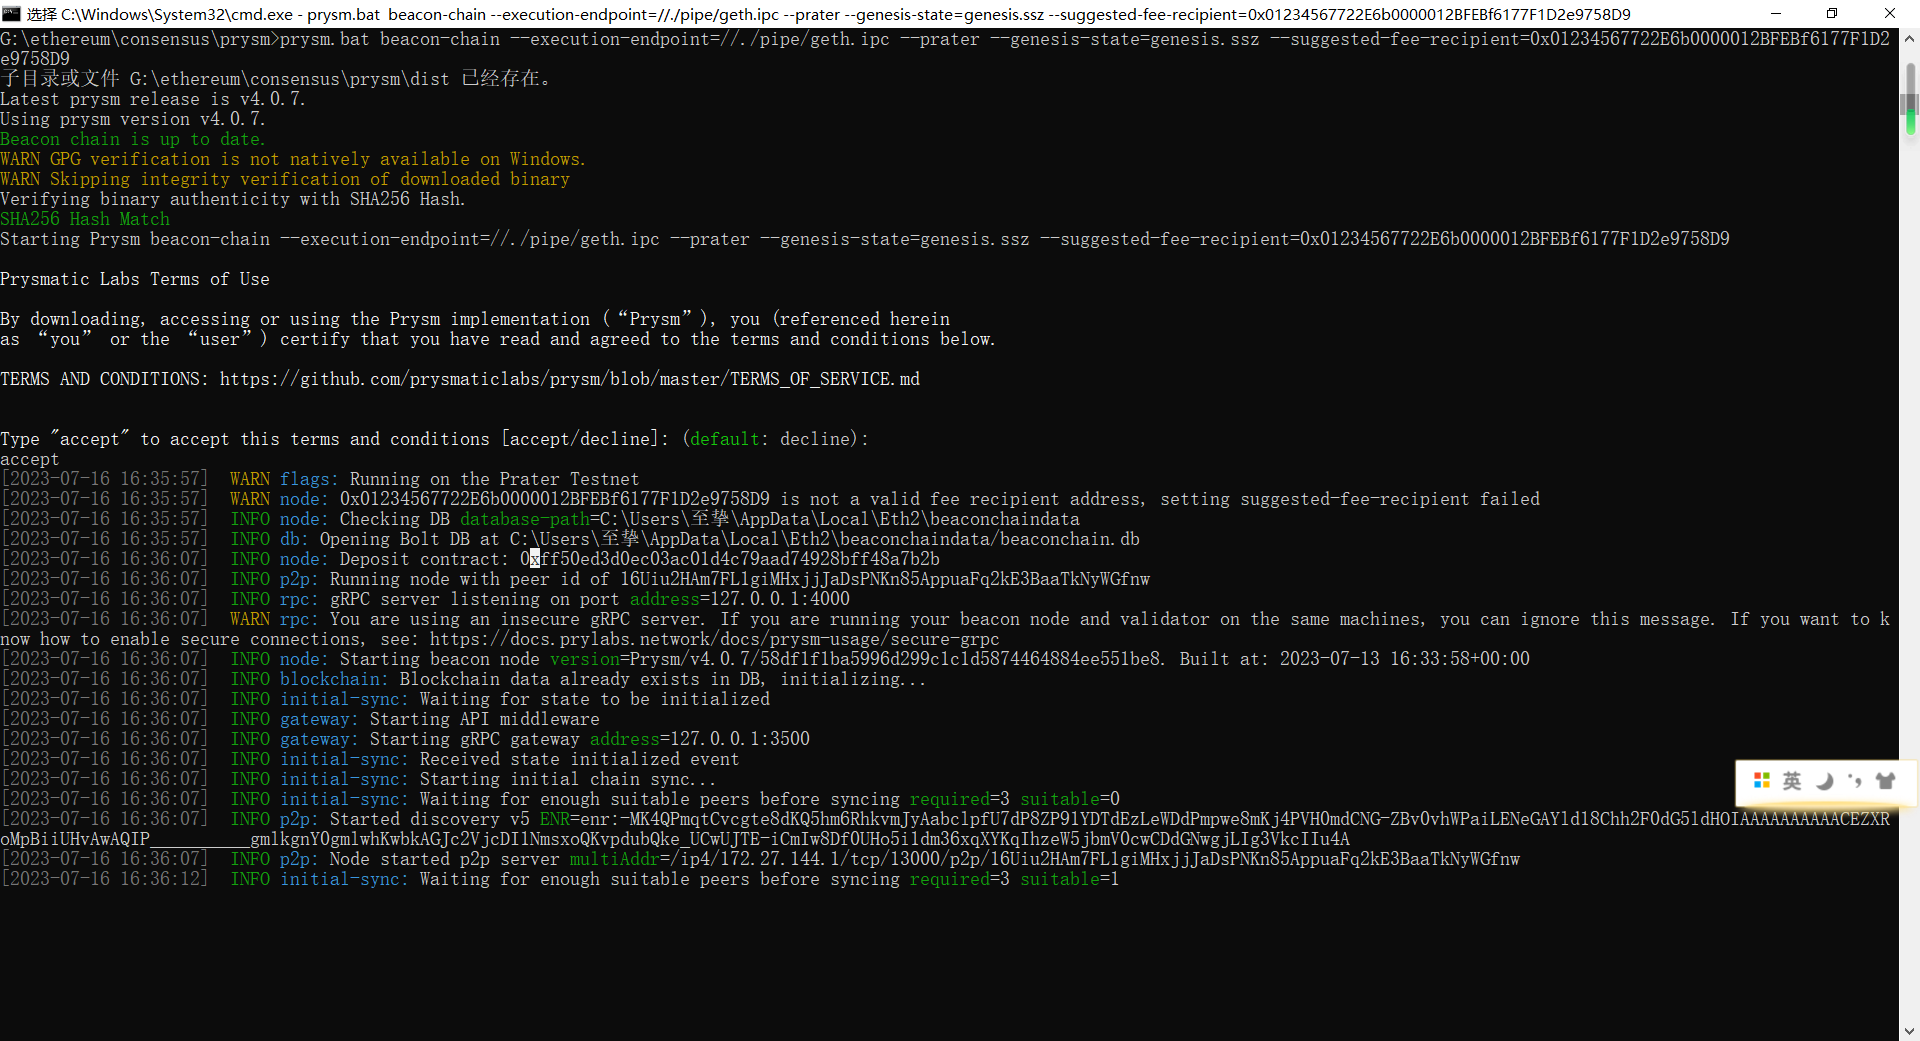 选择 C:\Windows\System32\cmd.exe - prysm.bat  beacon-chain --execution-endpoint=//./pipe/geth.ipc --prater --genesis-state=genesis.ssz --suggested-fee-recipient=0x01234567722E6b0000012BFEBf6177F1D2e9758D9
G:\ethereum\consensus\prysm>prysm.bat beacon-chain --execution-endpoint=//./pipe/geth.ipc --prater --genesis-state=genesis.ssz --suggested-fee-recipient=0x01234567722E6b0000012BFEBf6177F1D2
e9758D9
子目录或文件 G:\ethereum\consensus\prysm\dist 已经存在。
Latest prysm release is v4.0.7.
Using prysm version v4.0.7.
Beacon chain is up to date.
WARN GPG verification is not natively available on Windows.
WARN Skipping integrity verification of downloaded binary
Verifying binary authenticity with SHA256 Hash.
SHA256 Hash Match
Starting Prysm beacon-chain --execution-endpoint=//./pipe/geth.ipc --prater --genesis-state=genesis.ssz --suggested-fee-recipient=0x01234567722E6b0000012BFEBf6177F1D2e9758D9
Prysmatic Labs Terms of Use
By downloading, accessing or using the Prysm implementation (“Prysm”), you (referenced herein
as “you” or the “user”) certify that you have read and agreed to the terms and conditions below.
TERMS AND CONDITIONS: https://github.com/prysmaticlabs/prysm/blob/master/TERMS_OF_SERVICE.md
Type "accept" to accept this terms and conditions [accept/decline]: (default: decline):
accept
[2023-07-16 16:35:57]  WARN flags: Running on the Prater Testnet
[2023-07-16 16:35:57]  WARN node: 0x01234567722E6b0000012BFEBf6177F1D2e9758D9 is not a valid fee recipient address, setting suggested-fee-recipient failed
[2023-07-16 16:35:57]  INFO node: Checking DB database-path=C:\Users\至挚\AppData\Local\Eth2\beaconchaindata
[2023-07-16 16:35:57]  INFO db: Opening Bolt DB at C:\Users\至挚\AppData\Local\Eth2\beaconchaindata/beaconchain.db
[2023-07-16 16:36:07]  INFO node: Deposit contract: 0xff50ed3d0ec03ac01d4c79aad74928bff48a7b2b
[2023-07-16 16:36:07]  INFO p2p: Running node with peer id of 16Uiu2HAm7FL1giMHxjjJaDsPNKn85AppuaFq2kE3BaaTkNyWGfnw
[2023-07-16 16:36:07]  INFO rpc: gRPC server listening on port address=127.0.0.1:4000
[2023-07-16 16:36:07]  WARN rpc: You are using an insecure gRPC server. If you are running your beacon node and validator on the same machines, you can ignore this message. If you want to k
now how to enable secure connections, see: https://docs.prylabs.network/docs/prysm-usage/secure-grpc
[2023-07-16 16:36:07]  INFO node: Starting beacon node version=Prysm/v4.0.7/58df1f1ba5996d299c1c1d5874464884ee551be8. Built at: 2023-07-13 16:33:58+00:00
[2023-07-16 16:36:07]  INFO blockchain: Blockchain data already exists in DB, initializing...
[2023-07-16 16:36:07]  INFO initial-sync: Waiting for state to be initialized
[2023-07-16 16:36:07]  INFO gateway: Starting API middleware
[2023-07-16 16:36:07]  INFO gateway: Starting gRPC gateway address=127.0.0.1:3500
[2023-07-16 16:36:07]  INFO initial-sync: Received state initialized event
[2023-07-16 16:36:07]  INFO initial-sync: Starting initial chain sync...
[2023-07-16 16:36:07]  INFO initial-sync: Waiting for enough suitable peers before syncing required=3 suitable=0
[2023-07-16 16:36:07]  INFO p2p: Started discovery v5 ENR=enr:-MK4QPmqtCvcgte8dKQ5hm6RhkvmJyAabclpfU7dP8ZP91YDTdEzLeWDdPmpwe8mKj4PVH0mdCNG-ZBv0vhWPaiLENeGAYld18Chh2F0dG5ldHOIAAAAAAAAAACEZXR
oMpBiiUHvAwAQIP__________gmlkgnY0gmlwhKwbkAGJc2VjcDI1NmsxoQKvpdubQke_UCwUJTE-iCmIw8Df0UHo5ildm36xqXYKqIhzeW5jbmV0cwCDdGNwgjLIg3VkcIIu4A
[2023-07-16 16:36:07]  INFO p2p: Node started p2p server multiAddr=/ip4/172.27.144.1/tcp/13000/p2p/16Uiu2HAm7FL1giMHxjjJaDsPNKn85AppuaFq2kE3BaaTkNyWGfnw
[2023-07-16 16:36:12]  INFO initial-sync: Waiting for enough suitable peers before syncing required=3 suitable=1
英